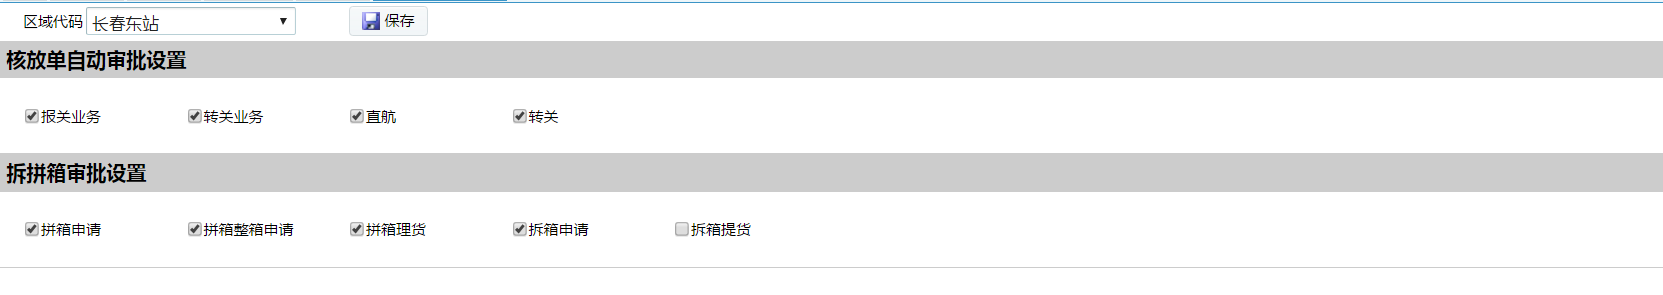 区域代码 长春东站 保存
核放单自动审批设置
报关业务 转关业务 直航 转关
拆拼箱审批设置
拼箱申请 拼箱整箱申请 拼箱理货 拆箱申请 拆箱提货